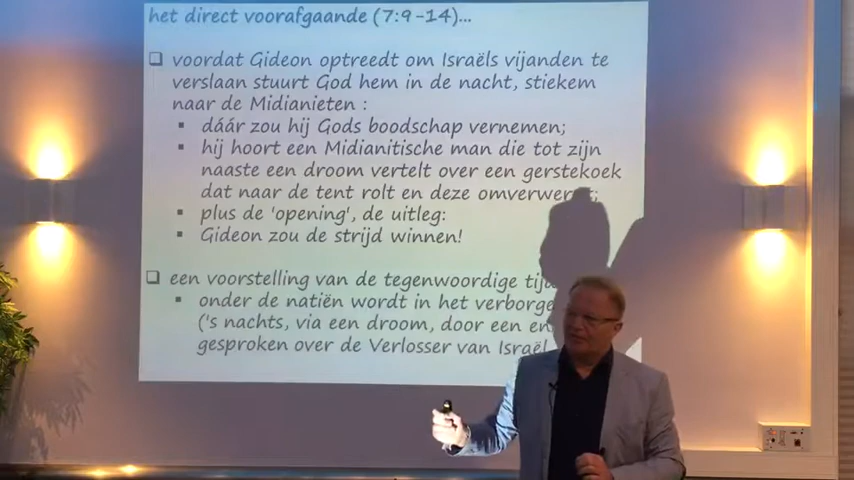 het direct voorafgaande (7:9-14)...
❑ voordat Gideon optreedt om Israëls vijanden te
verslaan stuurt God hem in de nacht, stiekem
naar de Midianieten :
▪ dáár zou hij Gods boodschap vernemen;
▪ hij hoort een Midianitische man die tot zijn
naaste een droom vertelt over een gerstekoek
dat naar de tent rolt en deze omverwerpt;
▪ plus de 'opening', de uitleg:
▪ Gideon zou de strijd winnen!
❑ een voorstelling van de tegenwoordige
▪ onder de natiën wordt in het
('s nachts, via een droom, door een
gesproken over de Verlosser van Israël